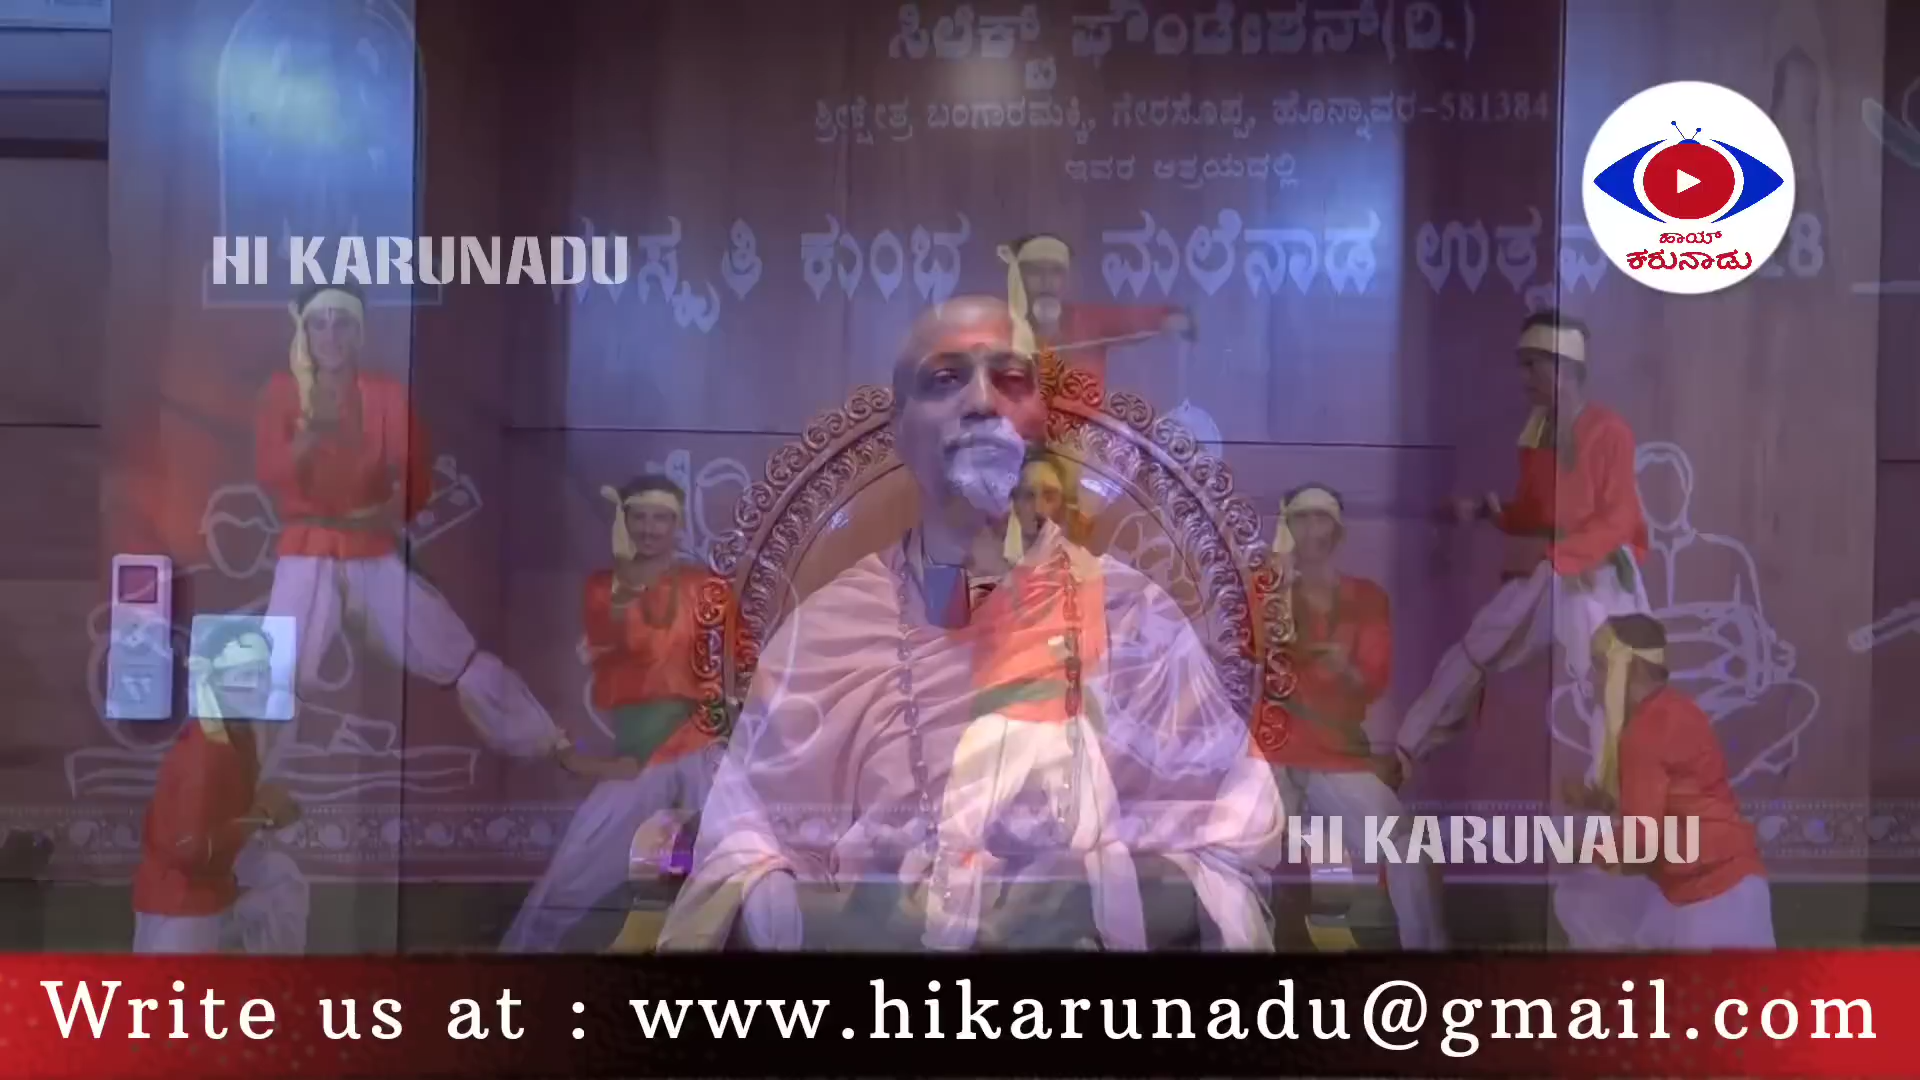 ಸಿಲೆಕ್ಟ್ ಫೌಂಡೇಶನ್(ರಿ.)
ಶ್ರೀಕ್ಷೇತ್ರ ಬಂಗಾರಮಕ್ಕಿ, ಗೇರಸೊಪ್ಪ, ಹೊನ್ನಾವರ-581384
ಇವರ ಆಶ್ರಯದಲ್ಲಿ
ಕುಂಭ ಮಲೆನಾಡ
HI KARUNADU
ಹಾಯ್
ಕರುನಾಡು
HI KARUNADU
Write us at : www.hikarunadu@gmail.com